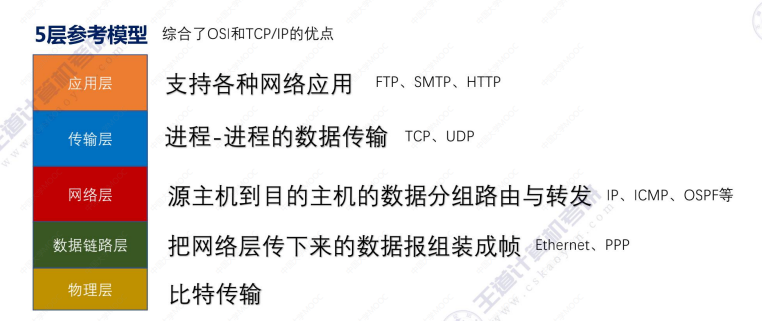 5层参考模型 综合了OSI和TCP/IP的优点
应用层 支持各种网络应用 FTP、SMTP、HTTP
传输层 进程-进程的数据传输 TCP、UDP
网络层 源主机到目的主机的数据分组路由与转发 IP、ICMP、OSPF等
数据链路层 把网络层传下来的数据报组装成帧 Ethernet、PPP
物理层 比特传输
王道计算机考研
www.cskaoyan.com